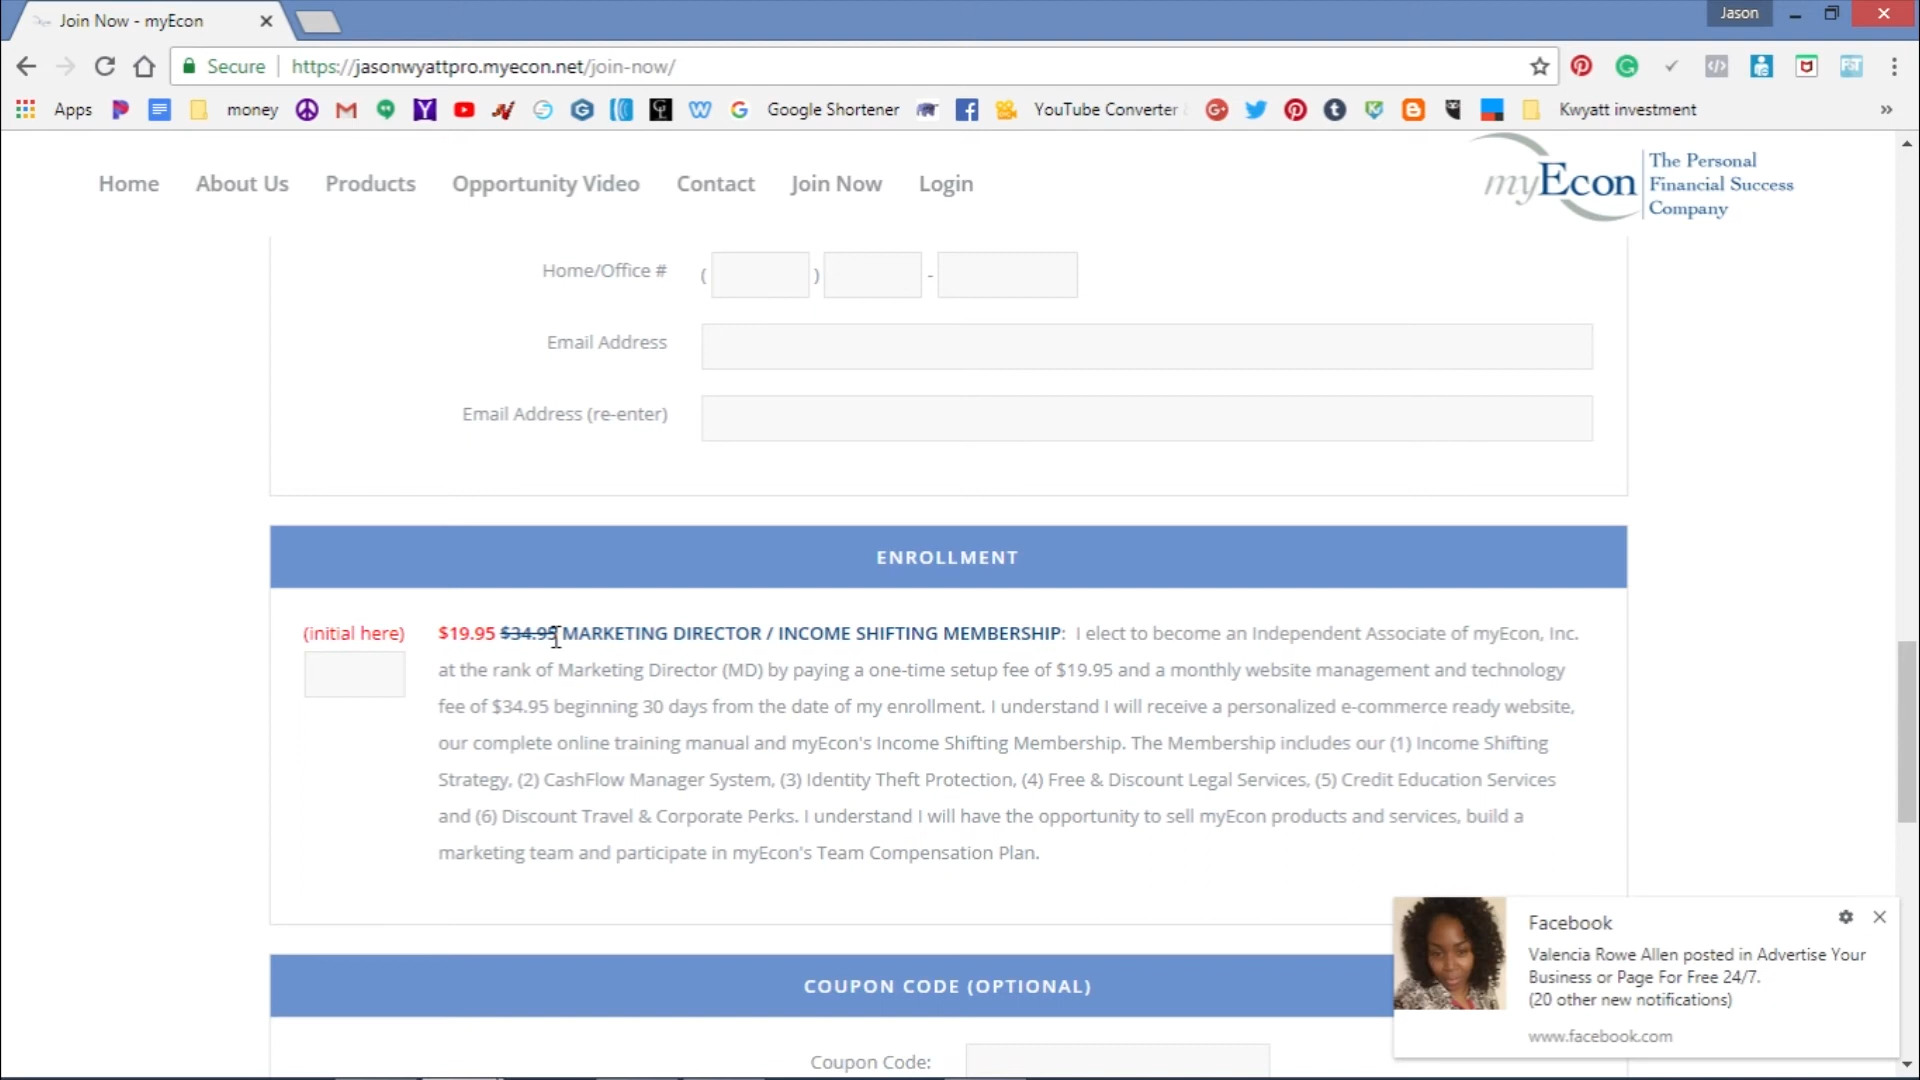 Join Now - myEcon
Jason
Secure
https://jasonwyattpro.myecon.net/join-now/
Apps
money
Google Shortener
YouTube Converter
Kwyatt investment
»
Home
About Us
Products
Opportunity Video
Contact
Join Now
Login
myEcon
The Personal
Financial Success
Company
Home/Office #
( ) -
Email Address
Email Address (re-enter)
ENROLLMENT
(initial here)
$19.95 $34.95 MARKETING DIRECTOR / INCOME SHIFTING MEMBERSHIP: I elect to become an Independent Associate of myEcon, Inc.
at the rank of Marketing Director (MD) by paying a one-time setup fee of $19.95 and a monthly website management and technology
fee of $34.95 beginning 30 days from the date of my enrollment. I understand I will receive a personalized e-commerce ready website,
our complete online training manual and myEcon's Income Shifting Membership. The Membership includes our (1) Income Shifting
Strategy, (2) CashFlow Manager System, (3) Identity Theft Protection, (4) Free & Discount Legal Services, (5) Credit Education Services
and (6) Discount Travel & Corporate Perks. I understand I will have the opportunity to sell myEcon products and services, build a
marketing team and participate in myEcon's Team Compensation Plan.
COUPON CODE (OPTIONAL)
Coupon Code:
Facebook
Valencia Rowe Allen posted in Advertise Your
Business or Page For Free 24/7.
(20 other new notifications)
www.facebook.com